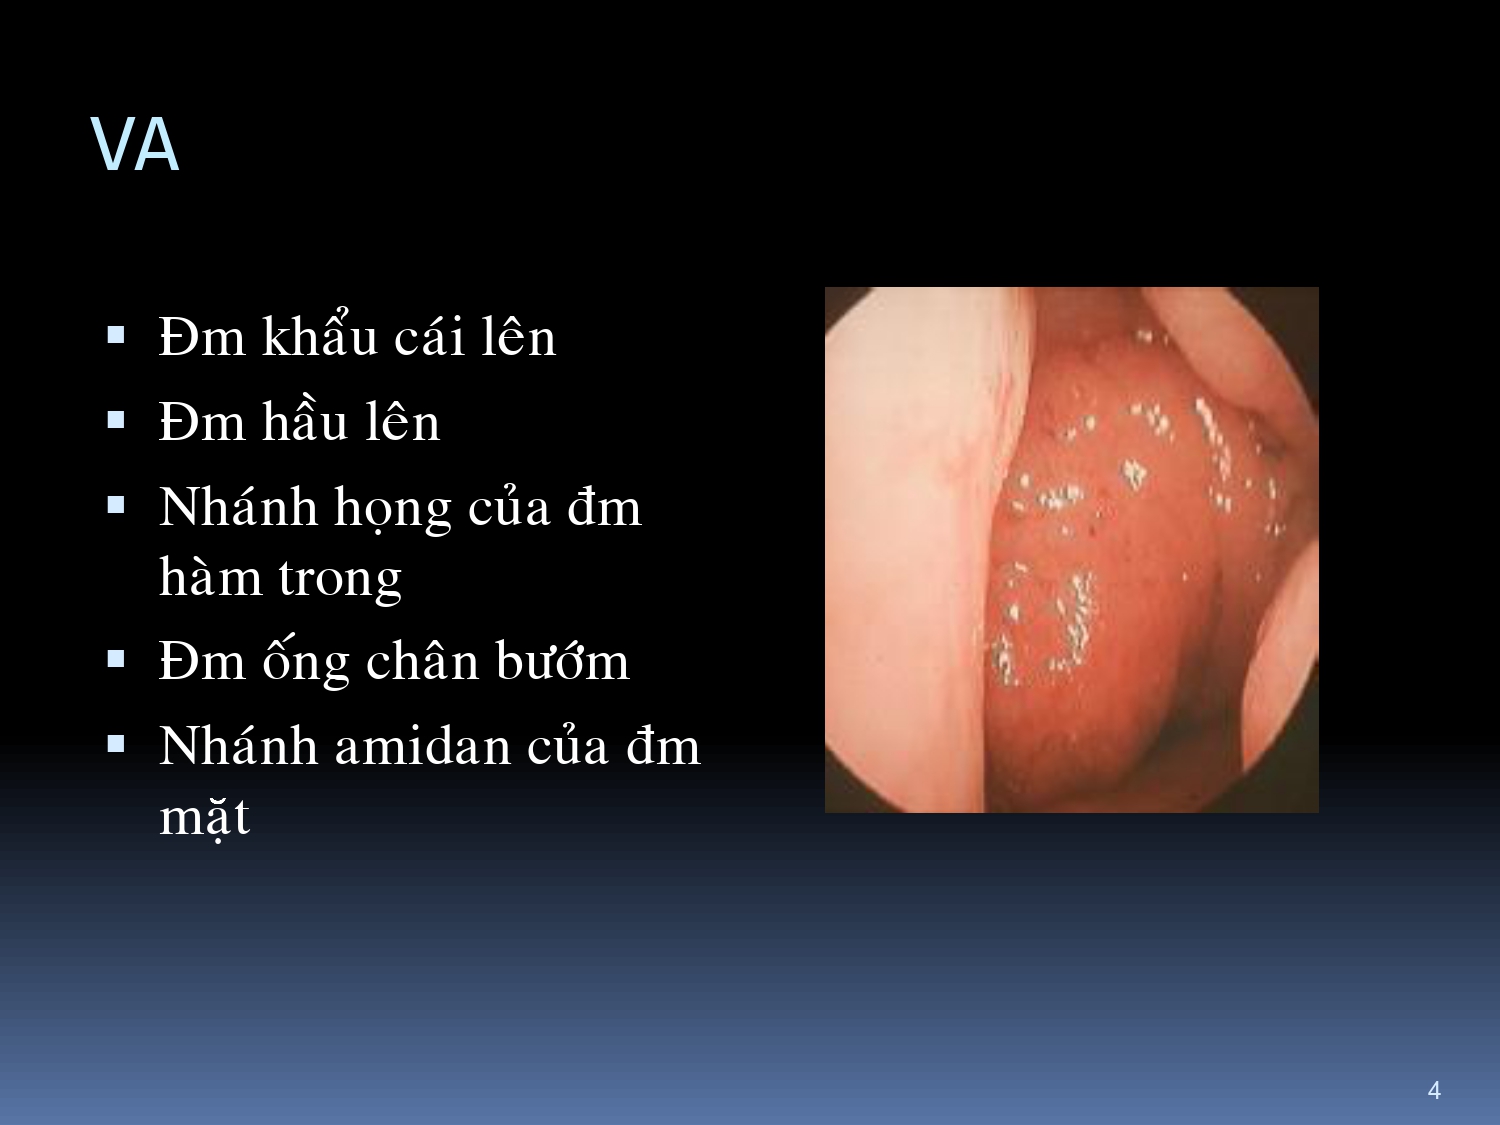 VA
▪ Đm khẩu cái lên
▪ Đm hầu lên
▪ Nhánh họng của đm
hàm trong
▪ Đm ống chân bướm
▪ Nhánh amidan của đm
mặt
4